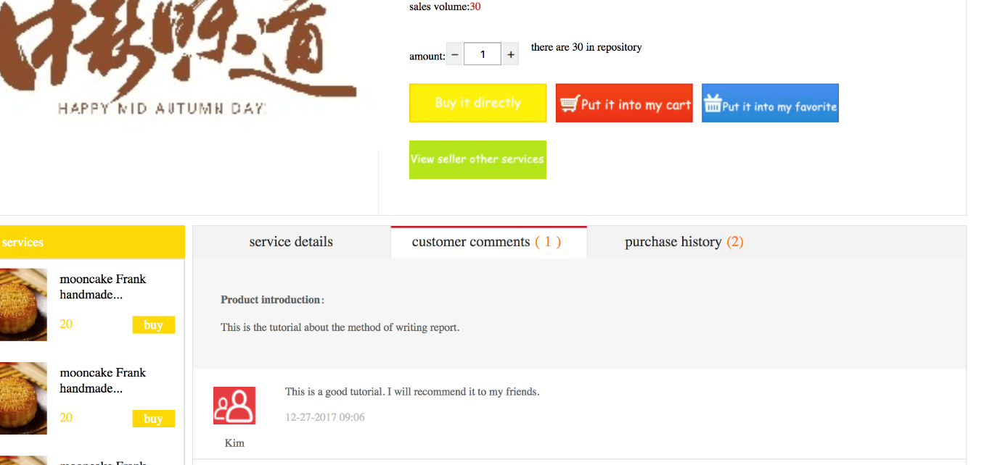 味道
HAPPY MID AUTUMN DAY
sales volume:30
amount: − 1 +
there are 30 in repository
Buy it directly
Put it into my cart
Put it into my favorite
View seller other services
services
mooncake Frank
handmade...
20
buy
mooncake Frank
handmade...
20
buy
service details
customer comments ( 1 )
purchase history (2)
Product introduction:
This is the tutorial about the method of writing report.
This is a good tutorial. I will recommend it to my friends.
12-27-2017 09:06
Kim